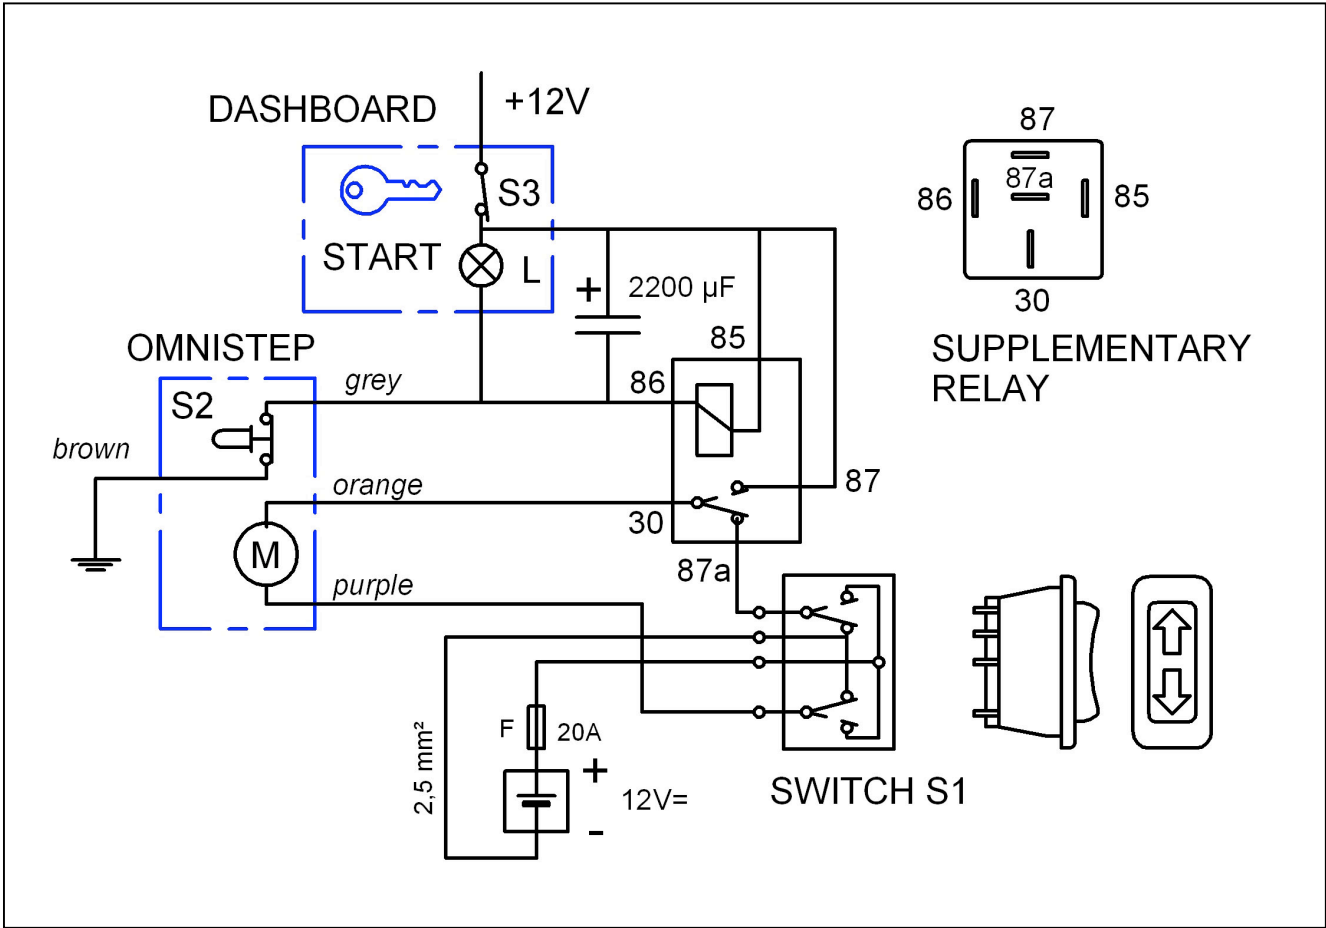 DASHBOARD
+12V
S3
START
L
+
2200 µF
OMNISTEP
S2
grey
brown
85
86
orange
30
87
87a
M
purple
2,5 mm²
F
20A
+
12V=
-
SWITCH S1
87
87a
86
85
30
SUPPLEMENTARY
RELAY